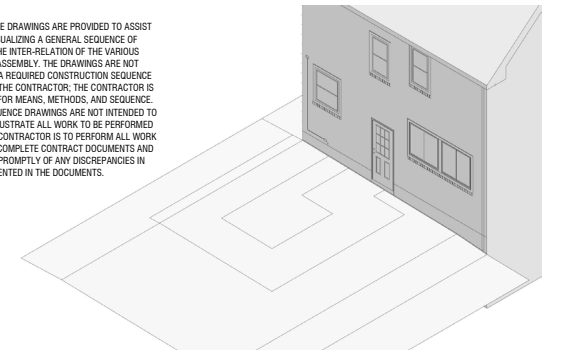 E DRAWINGS ARE PROVIDED TO ASSIST
UALIZING A GENERAL SEQUENCE OF
HE INTER-RELATION OF THE VARIOUS
ASSEMBLY. THE DRAWINGS ARE NOT
A REQUIRED CONSTRUCTION SEQUENCE
THE CONTRACTOR; THE CONTRACTOR IS
FOR MEANS, METHODS, AND SEQUENCE.
UENCE DRAWINGS ARE NOT INTENDED TO
USTRATE ALL WORK TO BE PERFORMED
CONTRACTOR IS TO PERFORM ALL WORK
COMPLETE CONTRACT DOCUMENTS AND
PROMPTLY OF ANY DISCREPANCIES IN
ENTED IN THE DOCUMENTS.